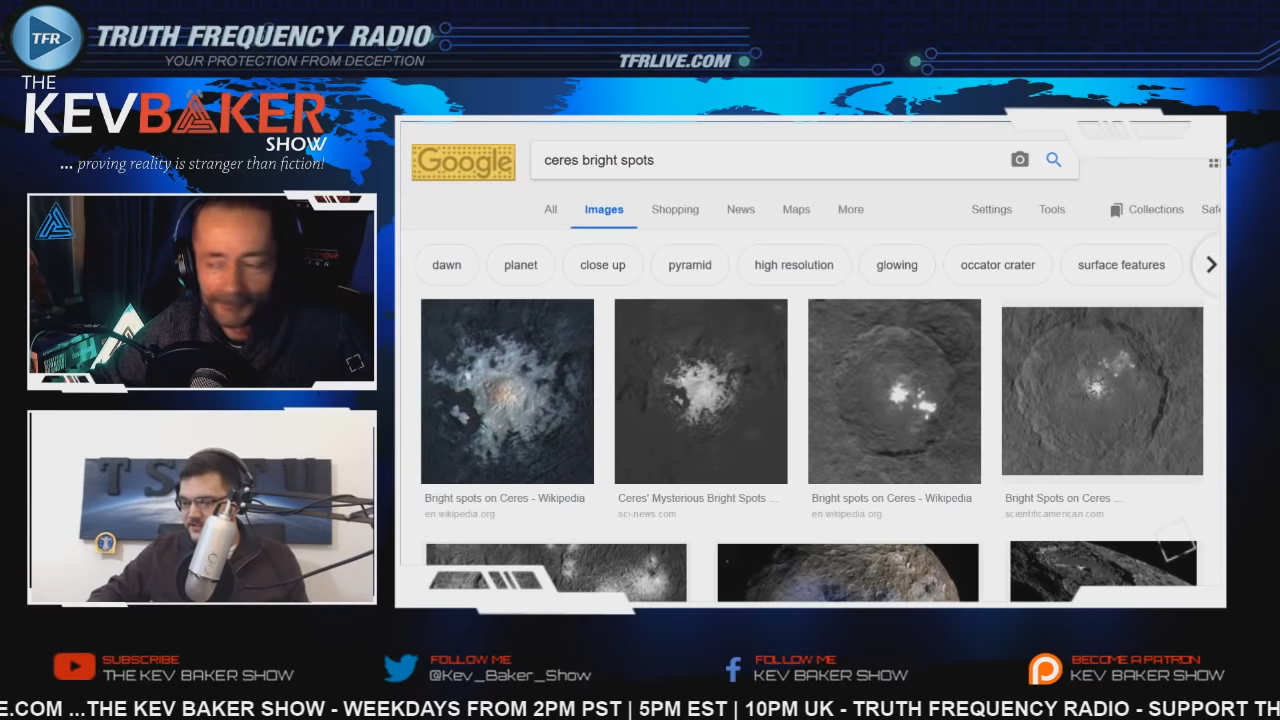 TFR
TRUTH FREQUENCY RADIO
YOUR PROTECTION FROM DECEPTION
TFRLIVE.COM
THE
KEVBAKER
SHOW
... proving reality is stranger than fiction!
Google
ceres bright spots
All Images Shopping News Maps More Settings Tools Collections Safe
dawn planet close up pyramid high resolution glowing occator crater surface features
Bright spots on Ceres - Wikipedia
en.wikipedia.org
Ceres' Mysterious Bright Spots ...
sci-news.com
Bright spots on Ceres - Wikipedia
en.wikipedia.org
Bright Spots on Ceres ...
scientificamerican.com
SUBSCRIBE
THE KEV BAKER SHOW
FOLLOW ME
@Kev_Baker_Show
FOLLOW ME
KEV BAKER SHOW
BECOME A PATRON
KEV BAKER SHOW
E.COM ...THE KEV BAKER SHOW - WEEKDAYS FROM 2PM PST | 5PM EST | 10PM UK - TRUTH FREQUENCY RADIO - SUPPORT TH